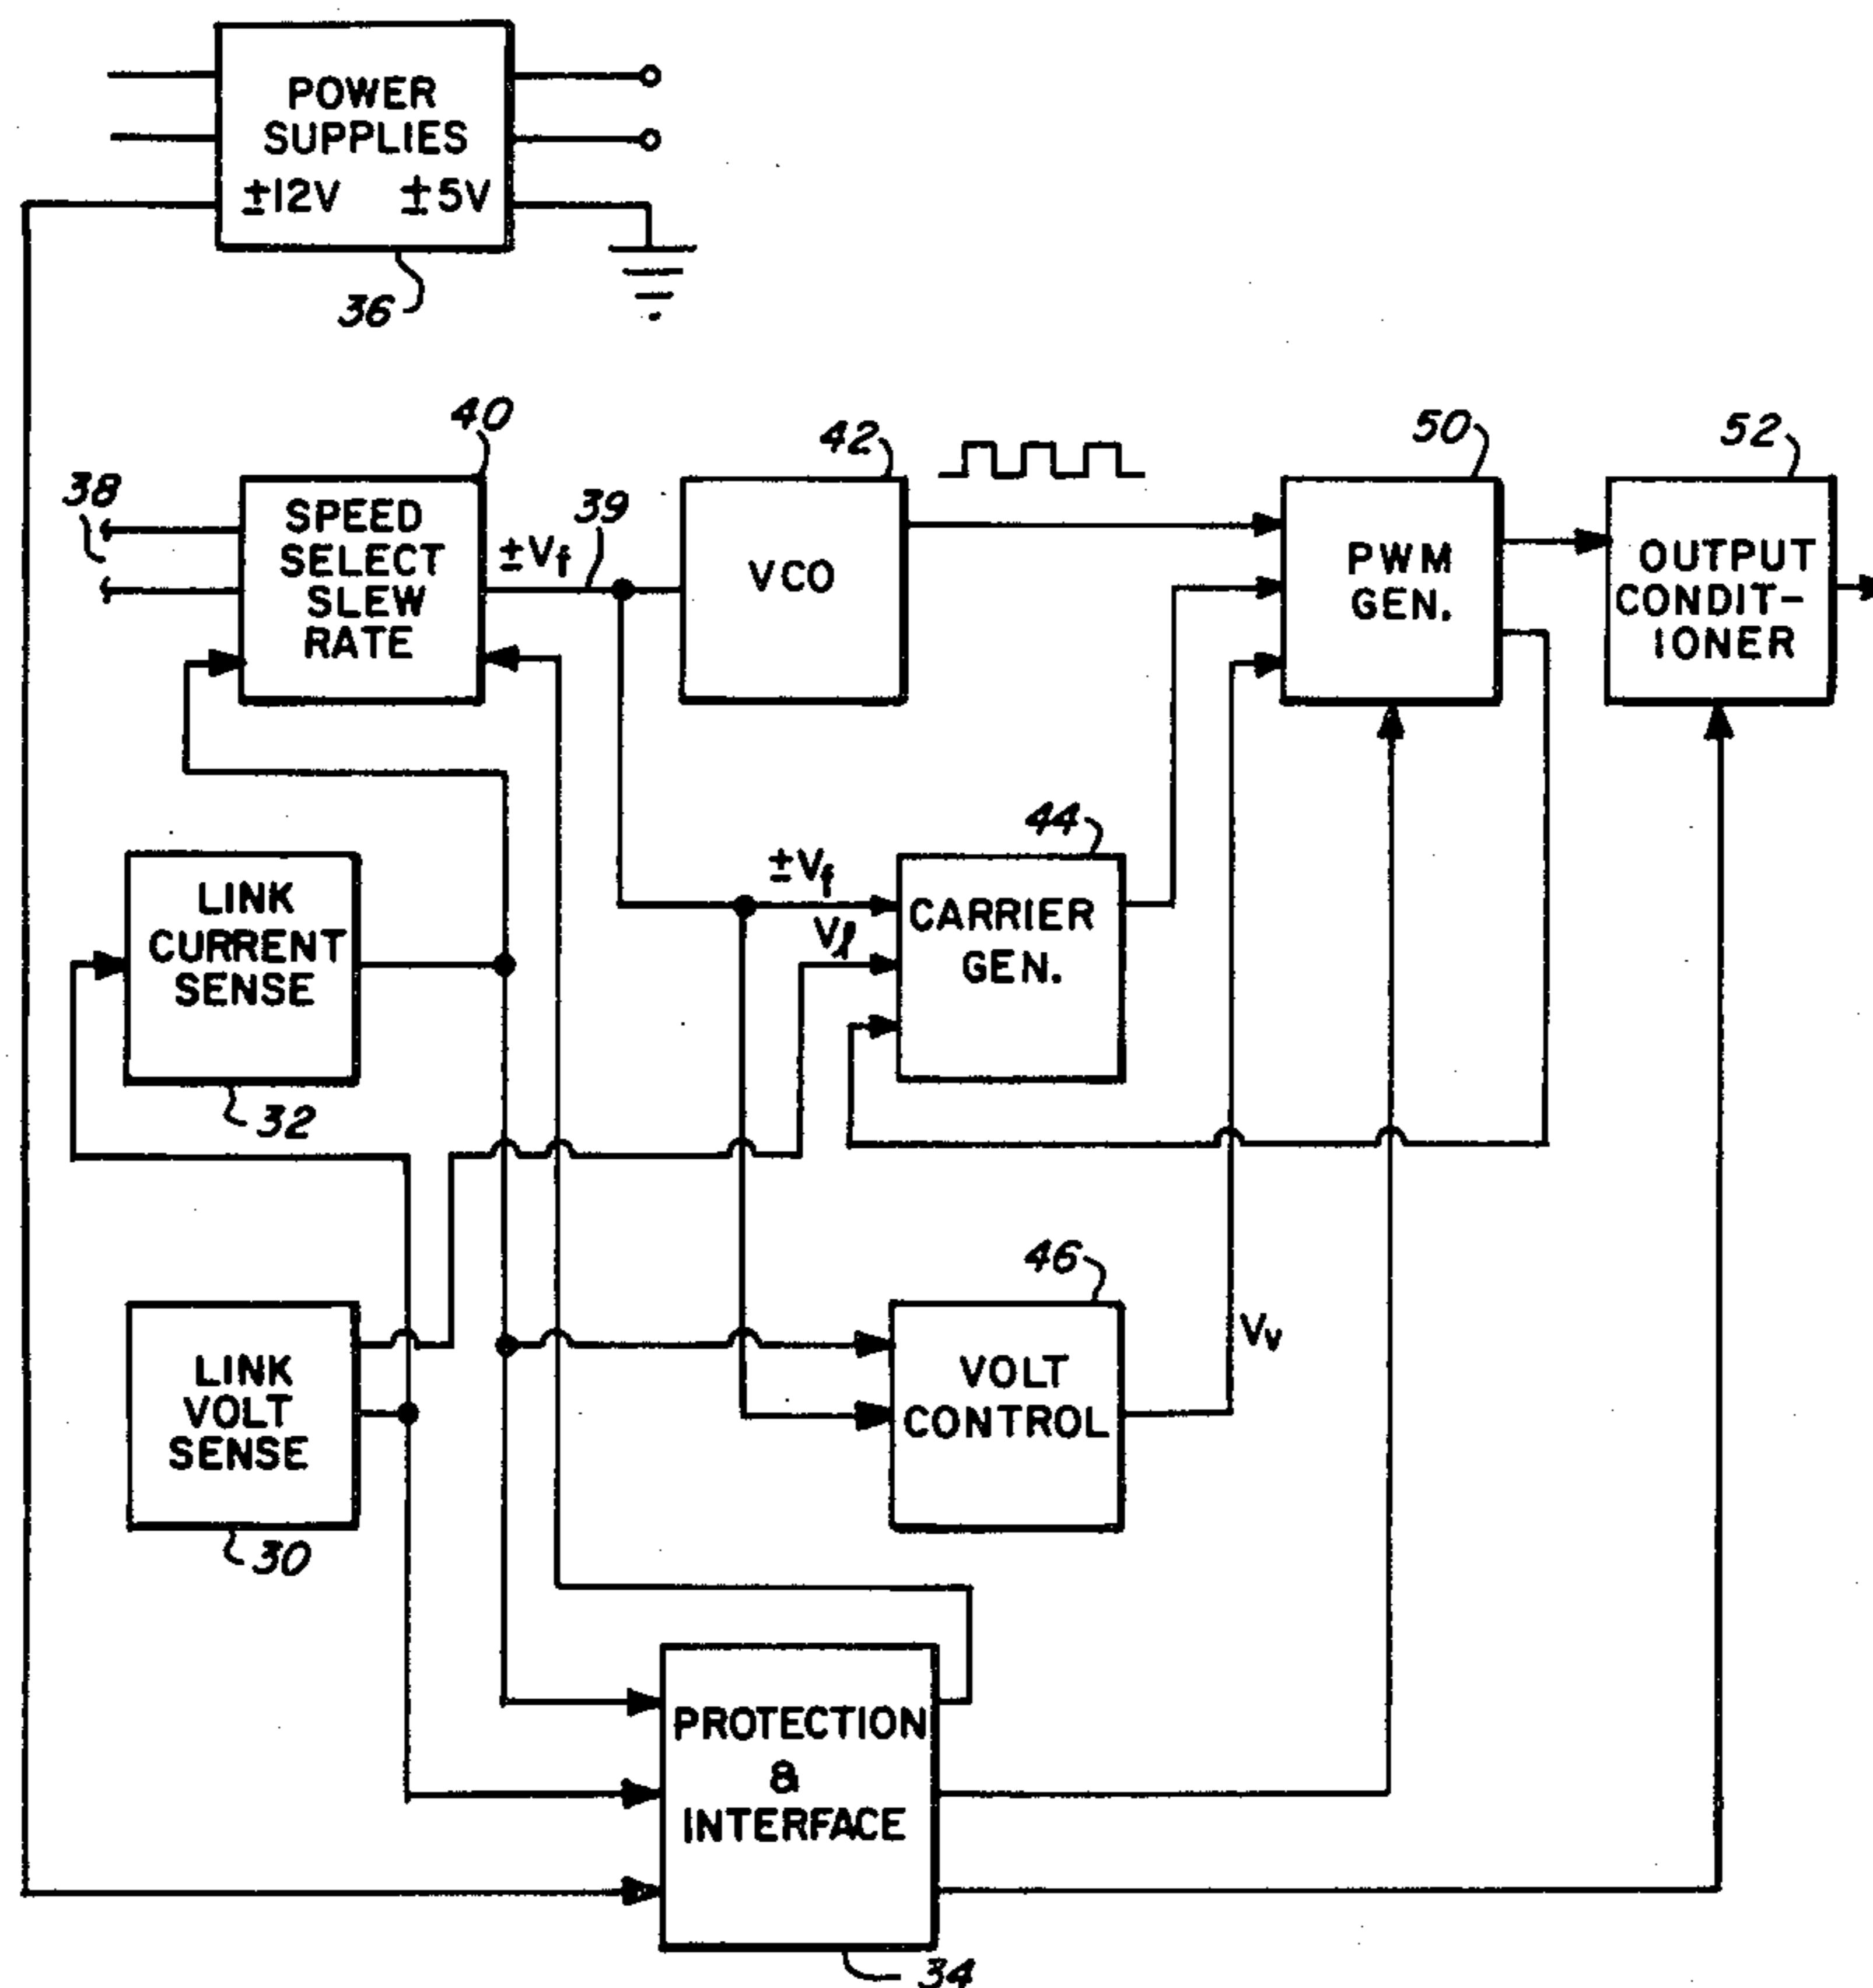 POWER
SUPPLIES
±12V ±5V
36
40
42
50
52
38
SPEED
SELECT
SLEW
RATE
±Vf
39
VCO
PWM
GEN.
OUTPUT
CONDIT-
IONER
44
LINK
CURRENT
SENSE
32
±Vf
Vl
CARRIER
GEN.
46
LINK
VOLT
SENSE
30
VOLT
CONTROL
Vv
PROTECTION
&
INTERFACE
34